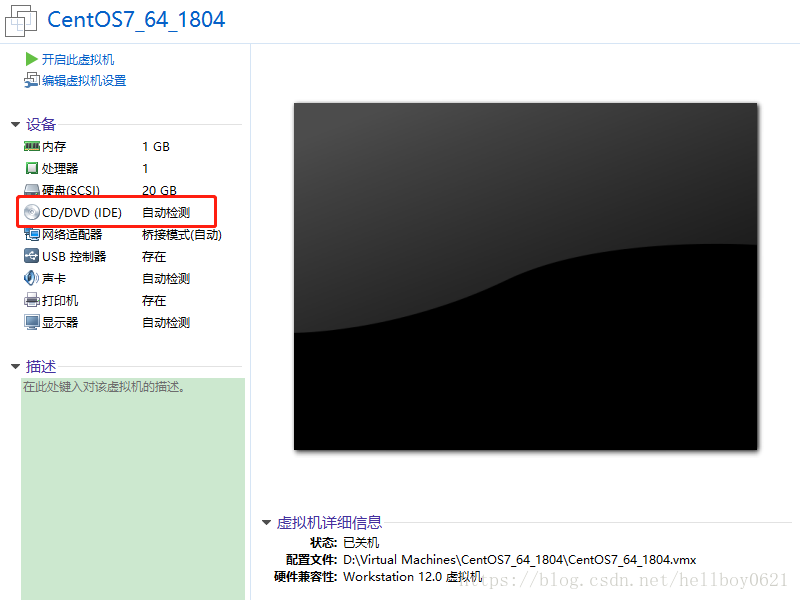 CentOS7_64_1804
开启此虚拟机
编辑虚拟机设置
设备
内存 1 GB
处理器 1
硬盘(SCSI) 20 GB
CD/DVD (IDE) 自动检测
网络适配器 桥接模式(自动)
USB 控制器 存在
声卡 自动检测
打印机 存在
显示器 自动检测
描述
在此处键入对该虚拟机的描述。
虚拟机详细信息
状态: 已关机
配置文件: D:\Virtual Machines\CentOS7_64_1804\CentOS7_64_1804.vmx
硬件兼容性: Workstation 12.0 虚拟机
https://blog.csdn.net/hellboy0621